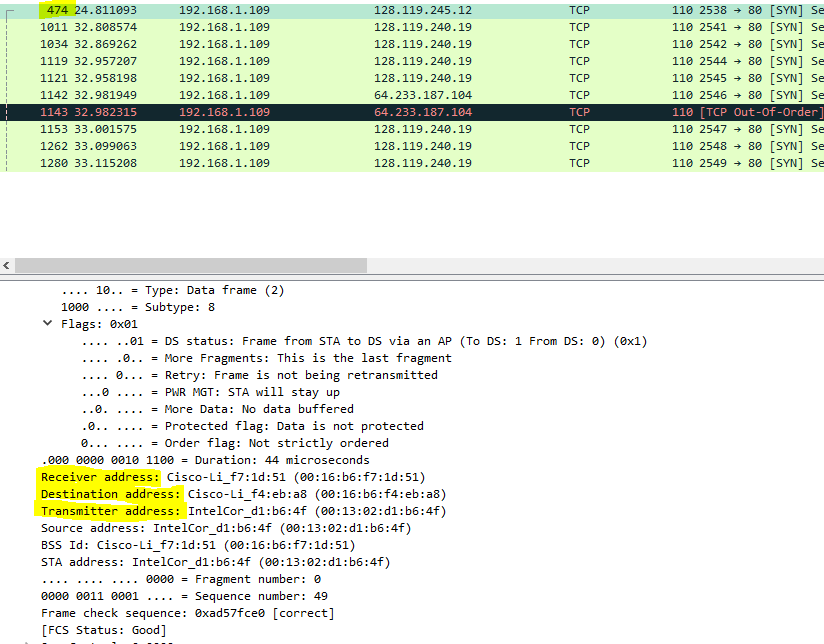 474 24.811093 192.168.1.109 128.119.245.12 TCP 110 2538 → 80 [SYN] Se
1011 32.808574 192.168.1.109 128.119.240.19 TCP 110 2541 → 80 [SYN] Se
1034 32.869262 192.168.1.109 128.119.240.19 TCP 110 2542 → 80 [SYN] Se
1119 32.957207 192.168.1.109 128.119.240.19 TCP 110 2544 → 80 [SYN] Se
1121 32.958198 192.168.1.109 128.119.240.19 TCP 110 2545 → 80 [SYN] Se
1142 32.981949 192.168.1.109 64.233.187.104 TCP 110 2546 → 80 [SYN] Se
1143 32.982315 192.168.1.109 64.233.187.104 TCP 110 [TCP Out-Of-Order]
1153 33.001575 192.168.1.109 128.119.240.19 TCP 110 2547 → 80 [SYN] Se
1262 33.099063 192.168.1.109 128.119.240.19 TCP 110 2548 → 80 [SYN] Se
1280 33.115208 192.168.1.109 128.119.240.19 TCP 110 2549 → 80 [SYN] Se
.... 10.. = Type: Data frame (2)
1000 .... = Subtype: 8
Flags: 0x01
.... ..01 = DS status: Frame from STA to DS via an AP (To DS: 1 From DS: 0) (0x1)
.... .0.. = More Fragments: This is the last fragment
.... 0... = Retry: Frame is not being retransmitted
...0 .... = PWR MGT: STA will stay up
..0. .... = More Data: No data buffered
.0.. .... = Protected flag: Data is not protected
0... .... = Order flag: Not strictly ordered
.000 0000 0010 1100 = Duration: 44 microseconds
Receiver address: Cisco-Li_f7:1d:51 (00:16:b6:f7:1d:51)
Destination address: Cisco-Li_f4:eb:a8 (00:16:b6:f4:eb:a8)
Transmitter address: IntelCor_d1:b6:4f (00:13:02:d1:b6:4f)
Source address: IntelCor_d1:b6:4f (00:13:02:d1:b6:4f)
BSS Id: Cisco-Li_f7:1d:51 (00:16:b6:f7:1d:51)
STA address: IntelCor_d1:b6:4f (00:13:02:d1:b6:4f)
.... .... .... 0000 = Fragment number: 0
0000 0011 0001 .... = Sequence number: 49
Frame check sequence: 0xad57fce0 [correct]
[FCS Status: Good]